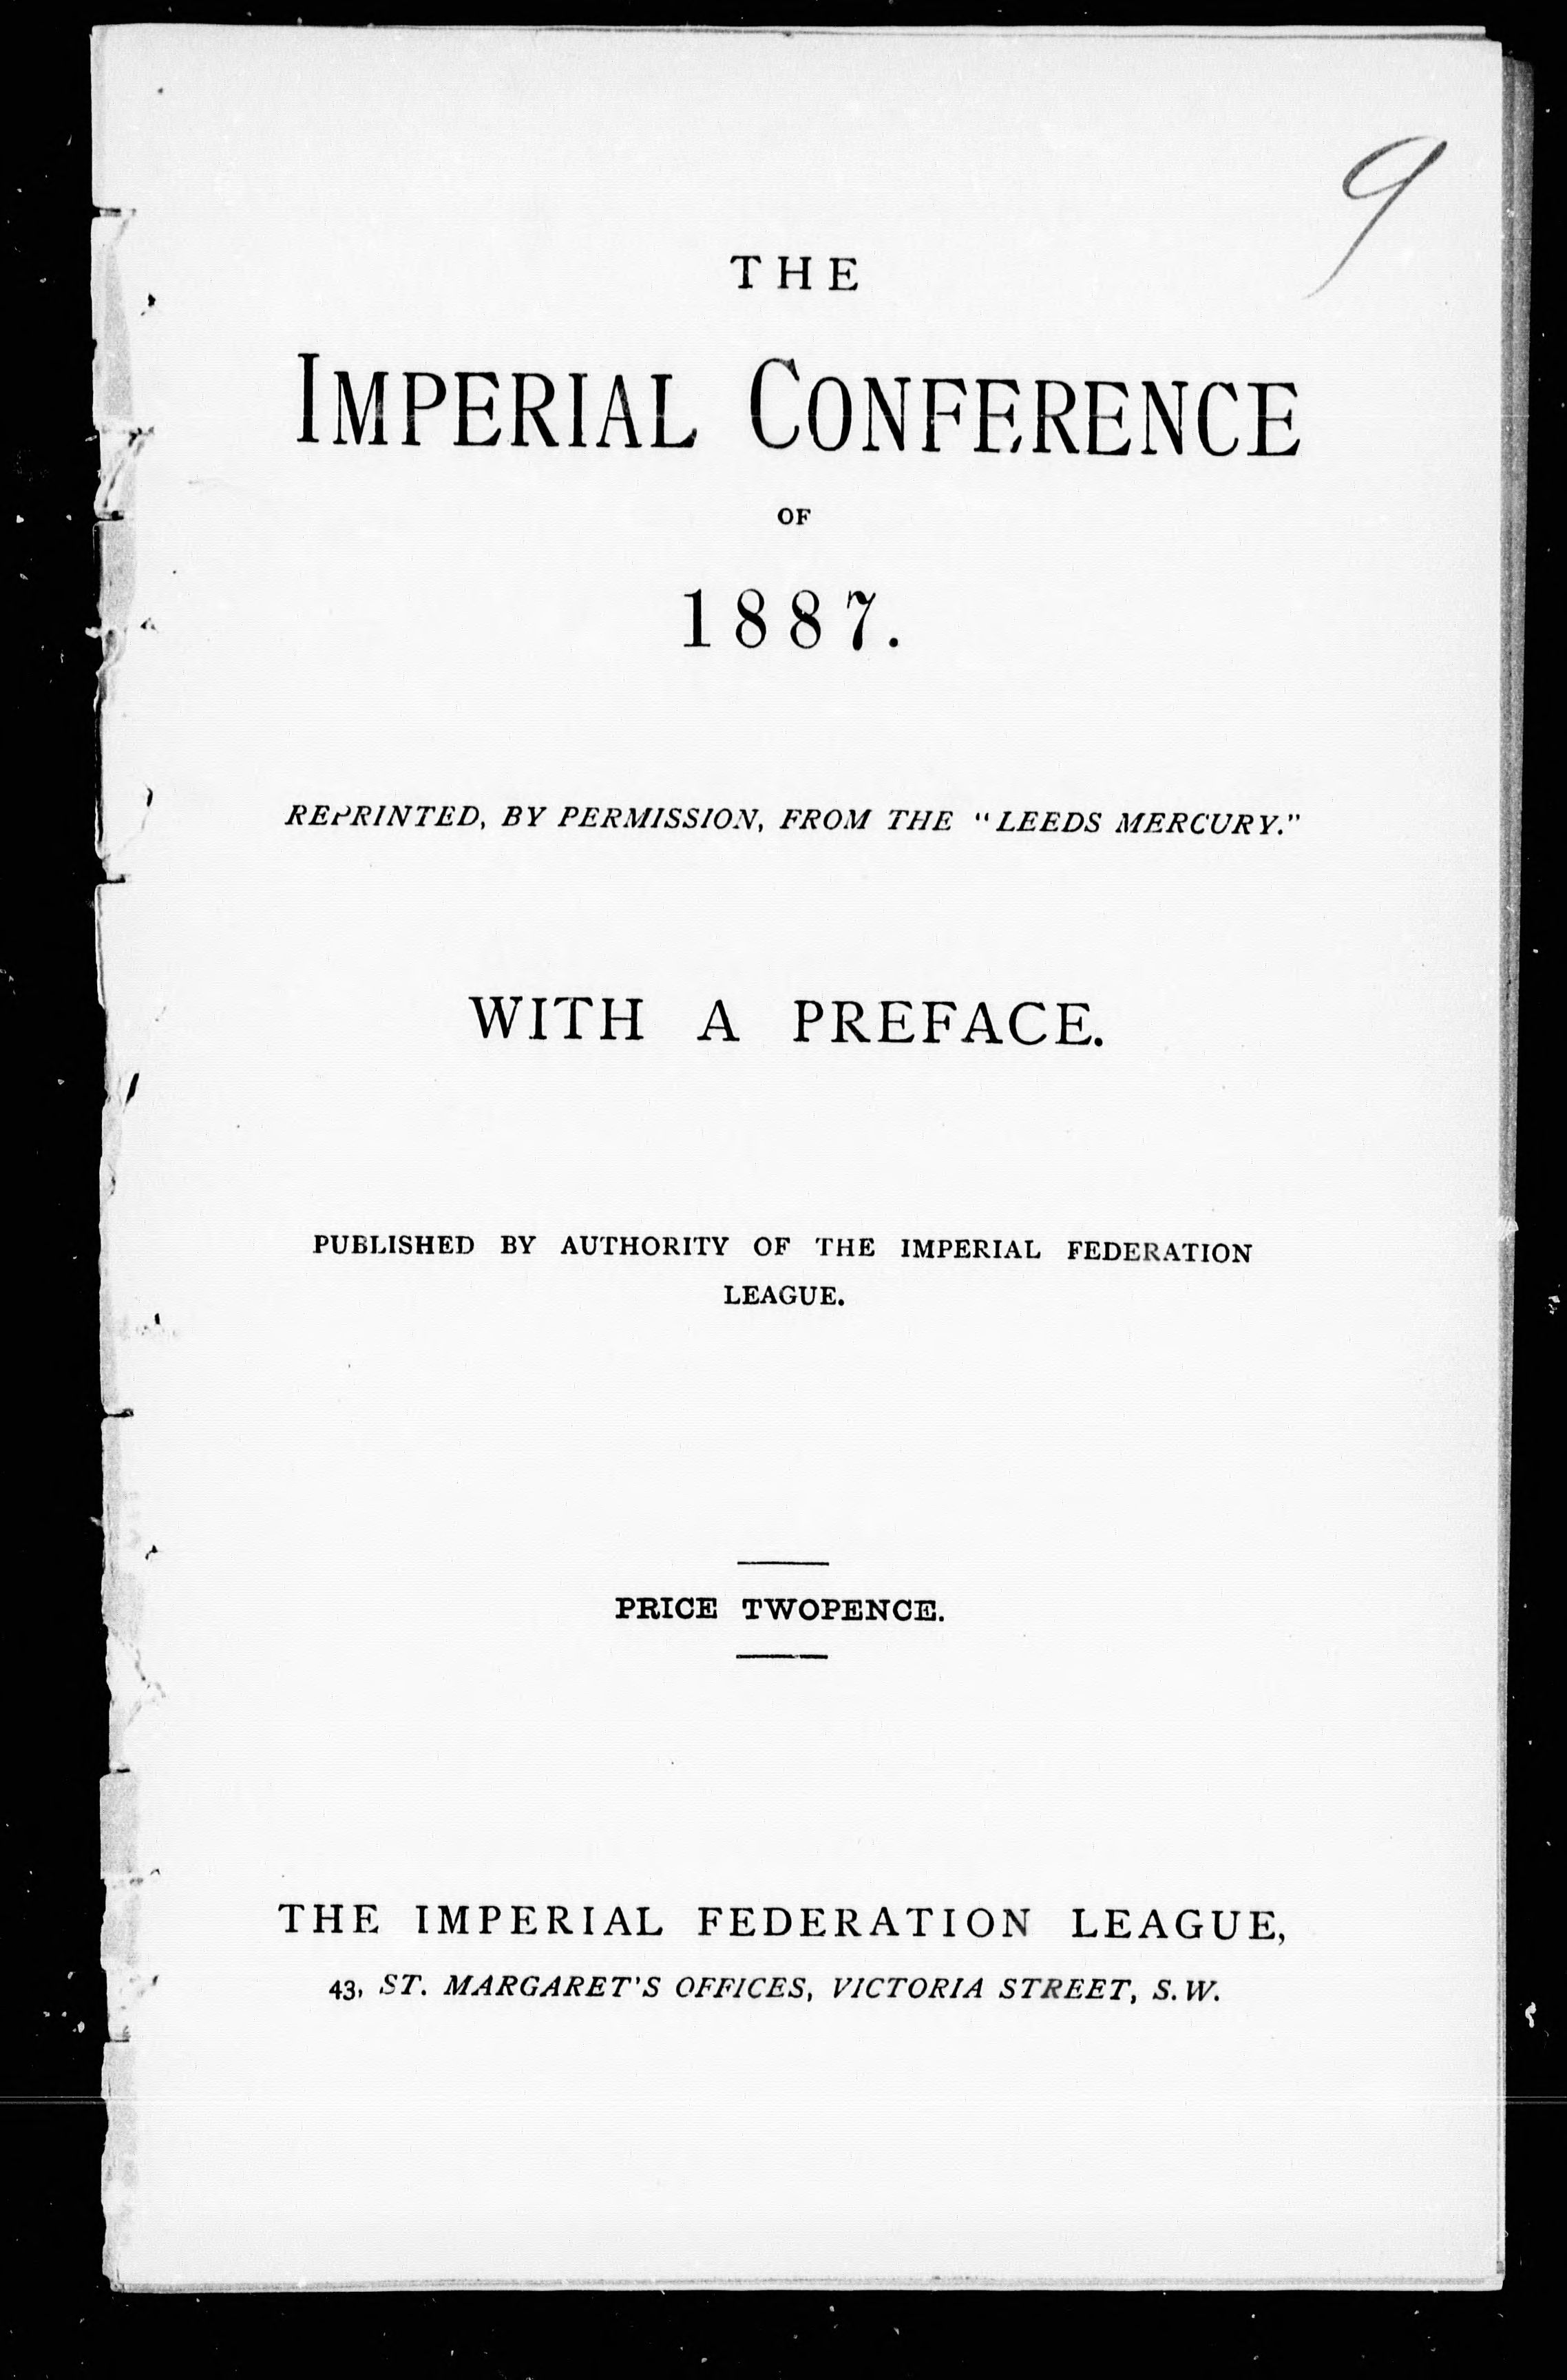 9
THE
IMPERIAL CONFERENCE
OF
1887.
REPRINTED, BY PERMISSION, FROM THE "LEEDS MERCURY."
WITH A PREFACE.
PUBLISHED BY AUTHORITY OF THE IMPERIAL FEDERATION
LEAGUE.
PRICE TWOPENCE.
THE IMPERIAL FEDERATION LEAGUE,
43, ST. MARGARET'S OFFICES, VICTORIA STREET, S.W.